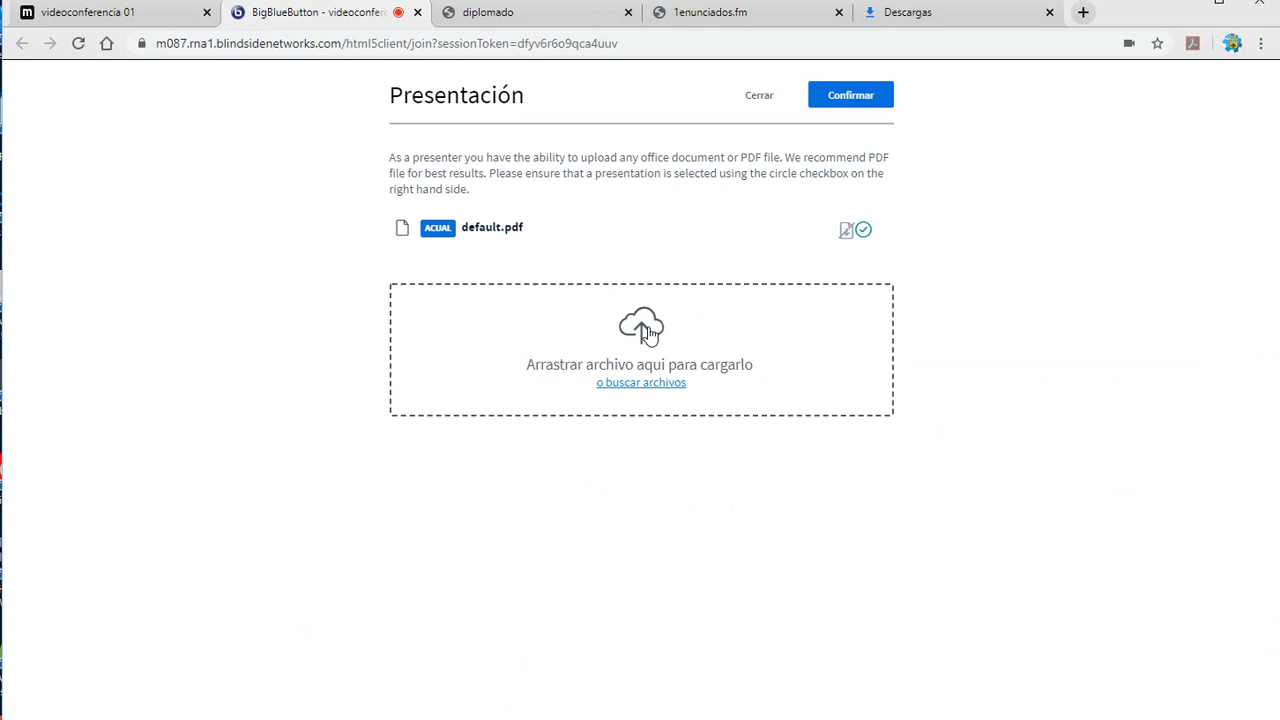 videoconferencia 01
BigBlueButton - videoconfere
diplomado
1enunciados.fm
Descargas
m087.rna1.blindsidenetworks.com/html5client/join?sessionToken=dfyv6r6o9qca4uuv
Presentación
Cerrar
Confirmar
As a presenter you have the ability to upload any office document or PDF file. We recommend PDF
file for best results. Please ensure that a presentation is selected using the circle checkbox on the
right hand side.
ACUAL default.pdf
Arrastrar archivo aqui para cargarlo
o buscar archivos